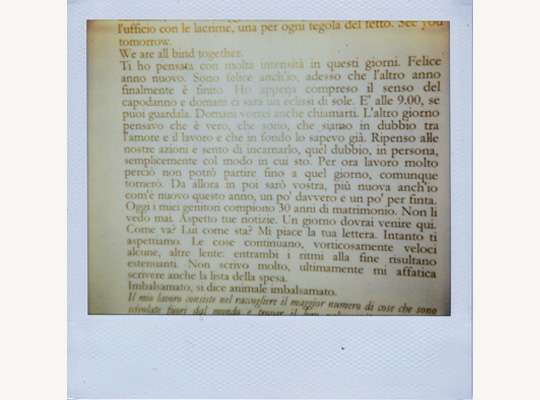 l'ufficio con le lacrime, una per ogni tegola del tetto. See you
tomorrow.
We are all bind together.
Ti ho pensata con molta intensità in questi giorni. Felice
anno nuovo. Sono felice anch'io, adesso che l'altro anno
finalmente è finito. Ho appena compreso il senso del
capodanno e domani ci sarà un eclissi di sole. E' alle 9.00, se
puoi guardala. Domani vorrei anche chiamarti. L'altro giorno
pensavo che è vero, che sono, che siamo in dubbio tra
l'amore e il lavoro e che in fondo lo sapevo già. Ripenso alle
nostre azioni e sento di incarnarlo, quel dubbio, in persona,
semplicemente col modo in cui sto. Per ora lavoro molto
perciò non potrò partire fino a quel giorno, comunque
tornerò. Da allora in poi sarò vostra, più nuova anch'io
com'è nuovo questo anno, un po' davvero e un po' per finta.
Oggi i miei genitori compiono 30 anni di matrimonio. Non li
vedo mai. Aspetto tue notizie. Un giorno dovrai venire qui.
Come va? Lui come sta? Mi piace la tua lettera. Intanto ti
aspettiamo. Le cose continuano, vorticosamente veloci
alcune, altre lente: entrambi i ritmi alla fine risultano
estenuanti. Non scrivo molto, ultimamente mi affatica
scrivere anche la lista della spesa.
Imbalsamato, si dice animale imbalsamato.
Il mio lavoro consiste nel raccogliere il maggior numero di cose che sono
fuori dal mondo e trovare il loro